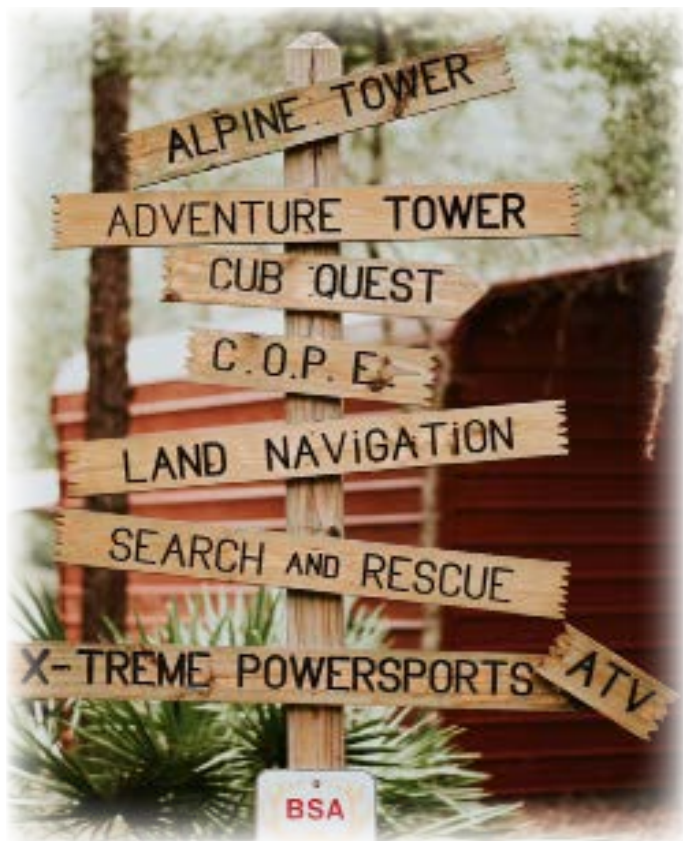 ALPINE TOWER
ADVENTURE TOWER
CUB QUEST
C.O.P.E.
LAND NAViGATiON
SEARCH AND RESCUE
X-TREME POWERSPORTS
ATV
BSA